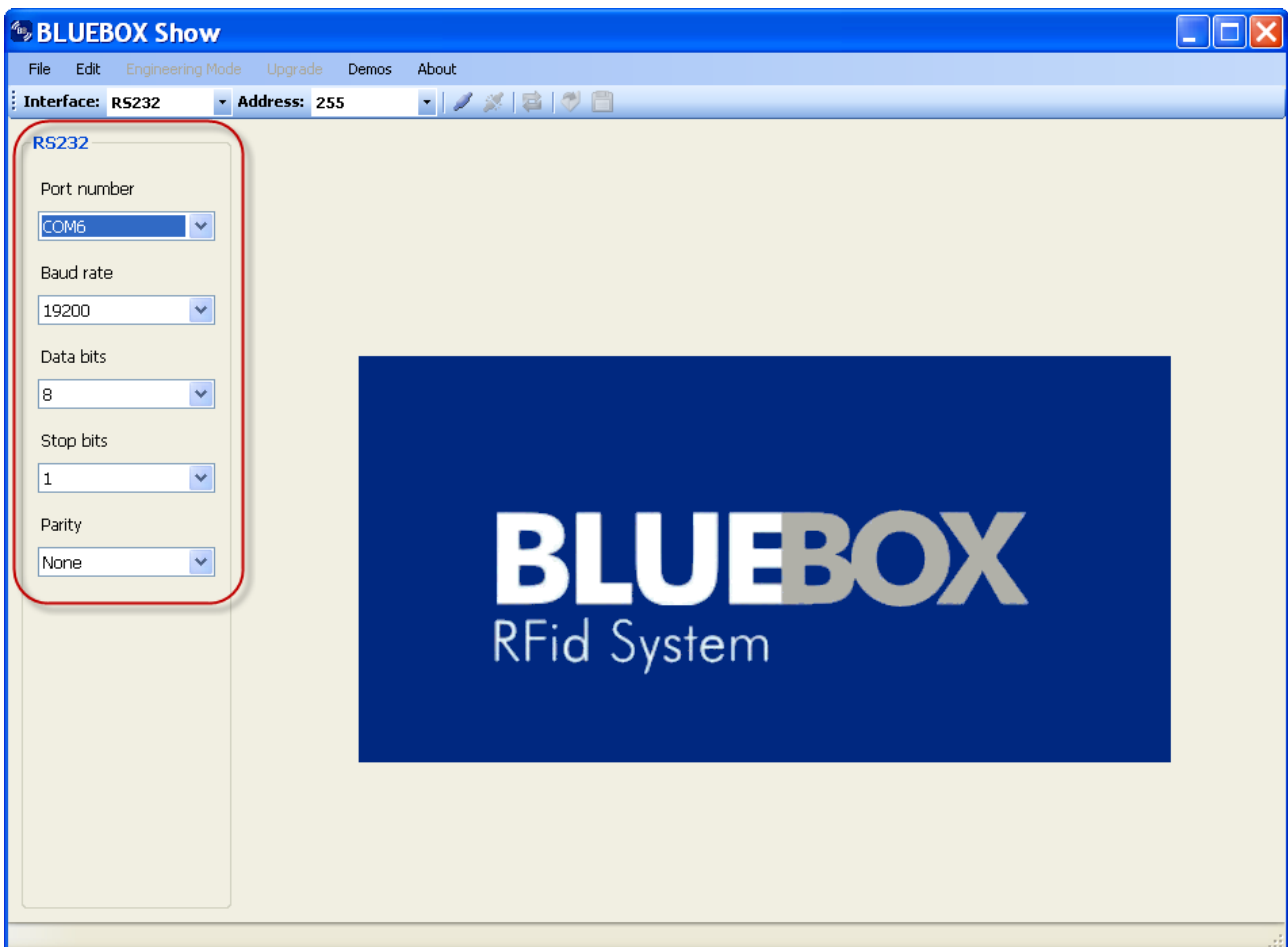 BLUEBOX Show
File Edit Engineering Mode Upgrade Demos About
Interface: RS232 Address: 255
RS232
Port number
COM6
Baud rate
19200
Data bits
8
Stop bits
1
Parity
None
BLUEBOX
RFid System